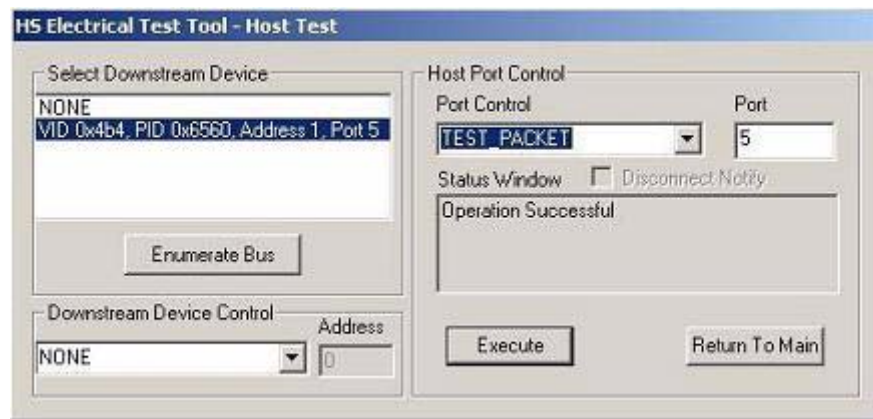 HS Electrical Test Tool - Host Test
Select Downstream Device
NONE
VID 0x4b4, PID 0x6560, Address 1, Port 5
Enumerate Bus
Downstream Device Control
Address
NONE
0
Host Port Control
Port Control
Port
TEST_PACKET
5
Status Window
Disconnect Notify
Operation Successful
Execute
Return To Main